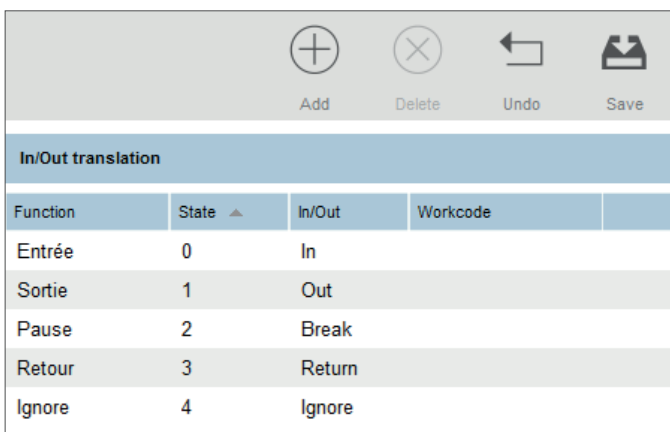 Add Delete Undo Save
In/Out translation
Function State In/Out Workcode
Entrée 0 In
Sortie 1 Out
Pause 2 Break
Retour 3 Return
Ignore 4 Ignore